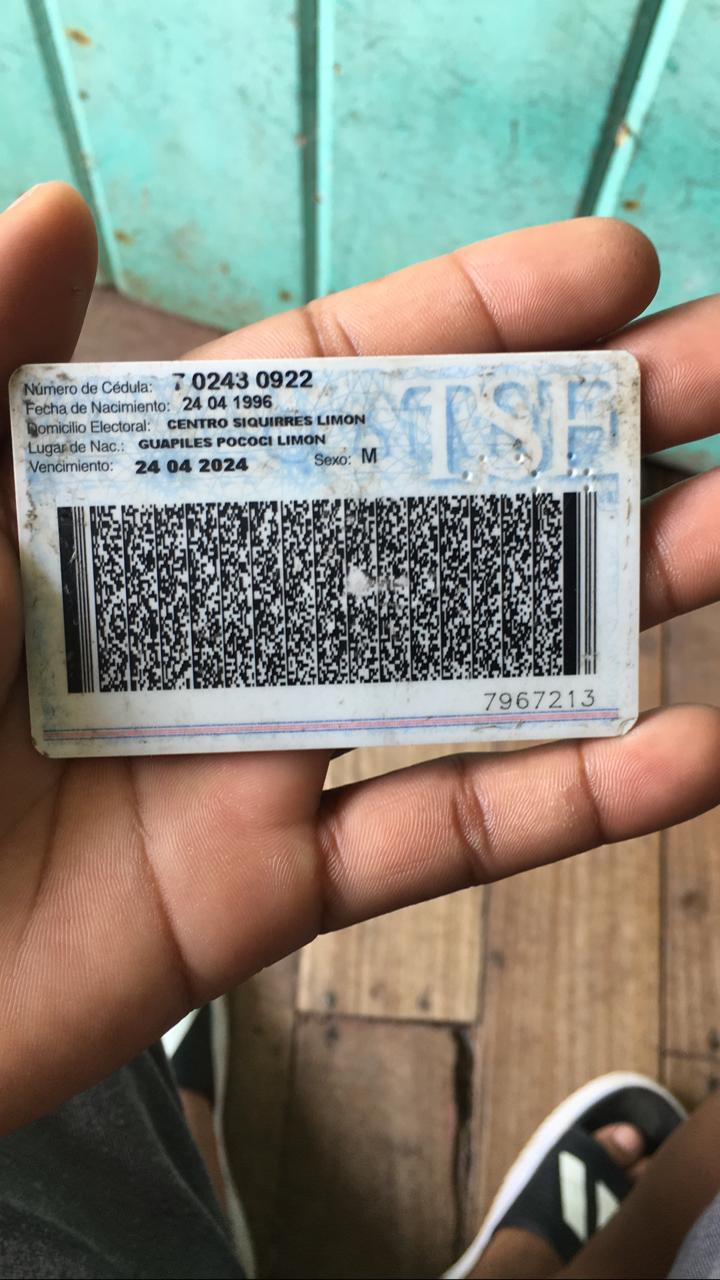 Número de Cédula: 7 0243 0922
Fecha de Nacimiento: 24 04 1996
Domicilio Electoral: CENTRO SIQUIRRES LIMON
Lugar de Nac.: GUAPILES POCOCI LIMON
Vencimiento: 24 04 2024 Sexo: M
TSE
7967213